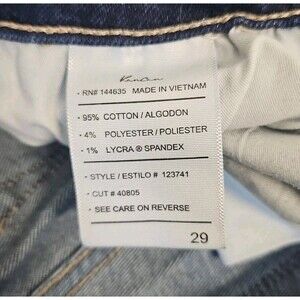 KanCan
• RN# 144635 MADE IN VIETNAM
• 95% COTTON / ALGODON
• 4% POLYESTER / POLIESTER
• 1% LYCRA ® SPANDEX
• STYLE / ESTILO # 123741
• CUT # 40805
• SEE CARE ON REVERSE
29